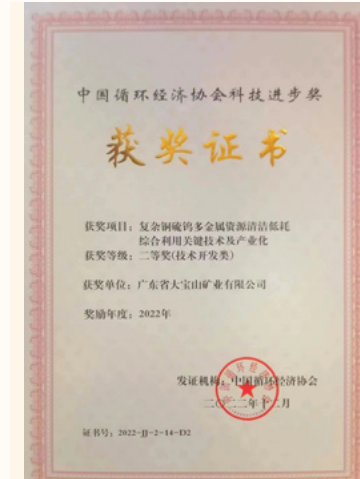 中国循环经济协会科技进步奖
获奖证书
获奖项目：复杂铜硫钨多金属资源清洁低耗
综合利用关键技术及产业化
获奖等级：二等奖(技术开发类)
获奖单位：广东省大宝山矿业有限公司
奖励年度：2022年
发证机构：中国循环经济协会
二〇二二年十二月
证书号：2022-JJ-2-14-D2